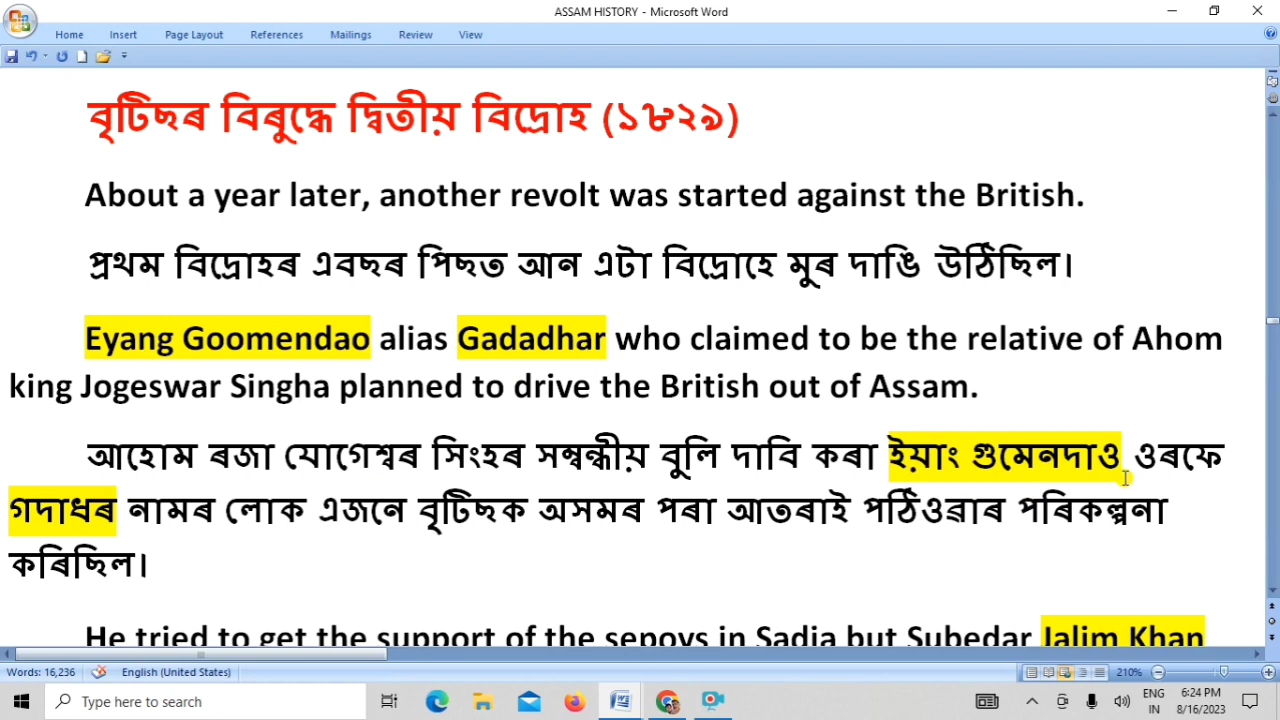 ASSAM HISTORY - Microsoft Word
Home Insert Page Layout References Mailings Review View
বৃটিছৰ বিৰুদ্ধে দ্বিতীয় বিদ্ৰোহ (১৮২৯)
About a year later, another revolt was started against the British.
প্ৰথম বিদ্ৰোহৰ এবছৰ পিছত আন এটা বিদ্ৰোহে মুৰ দাঙি উঠিছিল।
Eyang Goomendao alias Gadadhar who claimed to be the relative of Ahom
king Jogeswar Singha planned to drive the British out of Assam.
আহোম ৰজা যোগেশ্বৰ সিংহৰ সম্বন্ধীয় বুলি দাবি কৰা ইয়াং গুমেনদাও ওৰফে
গদাধৰ নামৰ লোক এজনে বৃটিছক অসমৰ পৰা আতৰাই পঠিওৱাৰ পৰিকল্পনা
কৰিছিল।
He tried to get the support of the sepoys in Sadia but Subedar Jalim Khan
Words: 16,236 English (United States) 210%
Type here to search ENG 6:24 PM
IN 8/16/2023